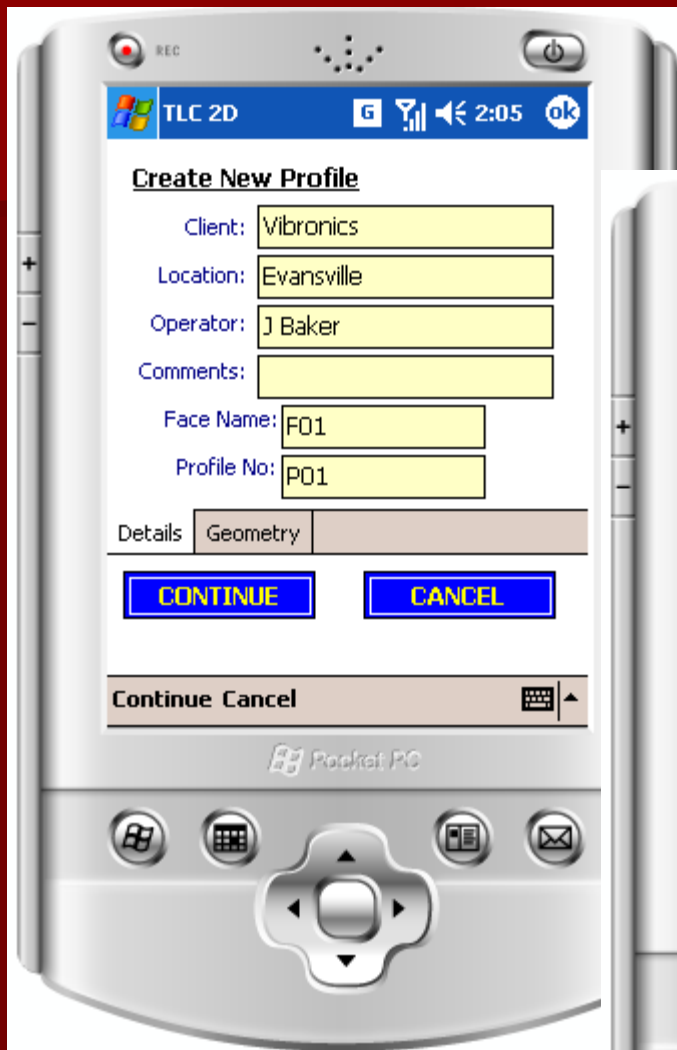 REC
TLC 2D G 2:05 ok
Create New Profile
Client: Vibronics
Location: Evansville
Operator: J Baker
Comments:
Face Name: F01
Profile No: P01
Details Geometry
CONTINUE CANCEL
Continue Cancel
Pocket PC